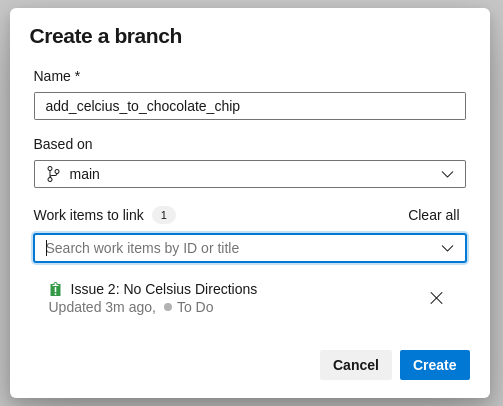 Create a branch
Name *
add_celcius_to_chocolate_chip
Based on
main
Work items to link 1 Clear all
Search work items by ID or title
Issue 2: No Celsius Directions
Updated 3m ago, To Do
Cancel Create